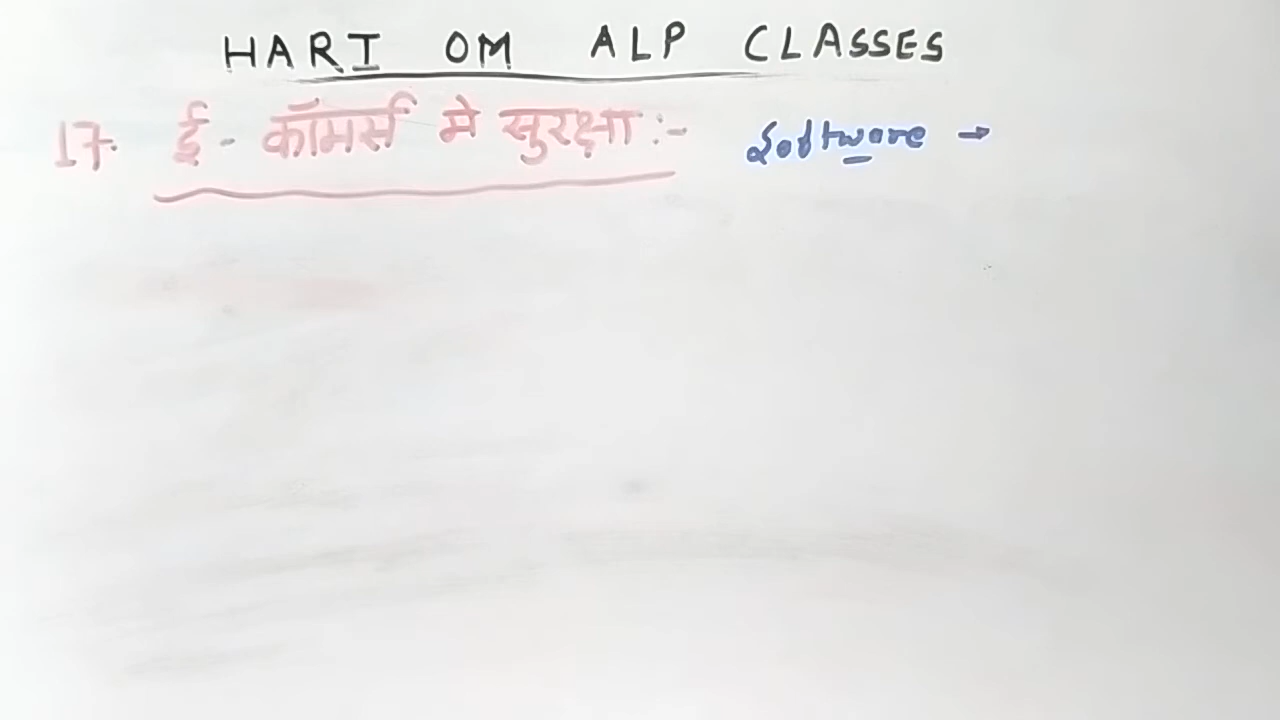 HARI OM ALP CLASSES
17. ई - कॉमर्स मे सुरक्षा :- Software →